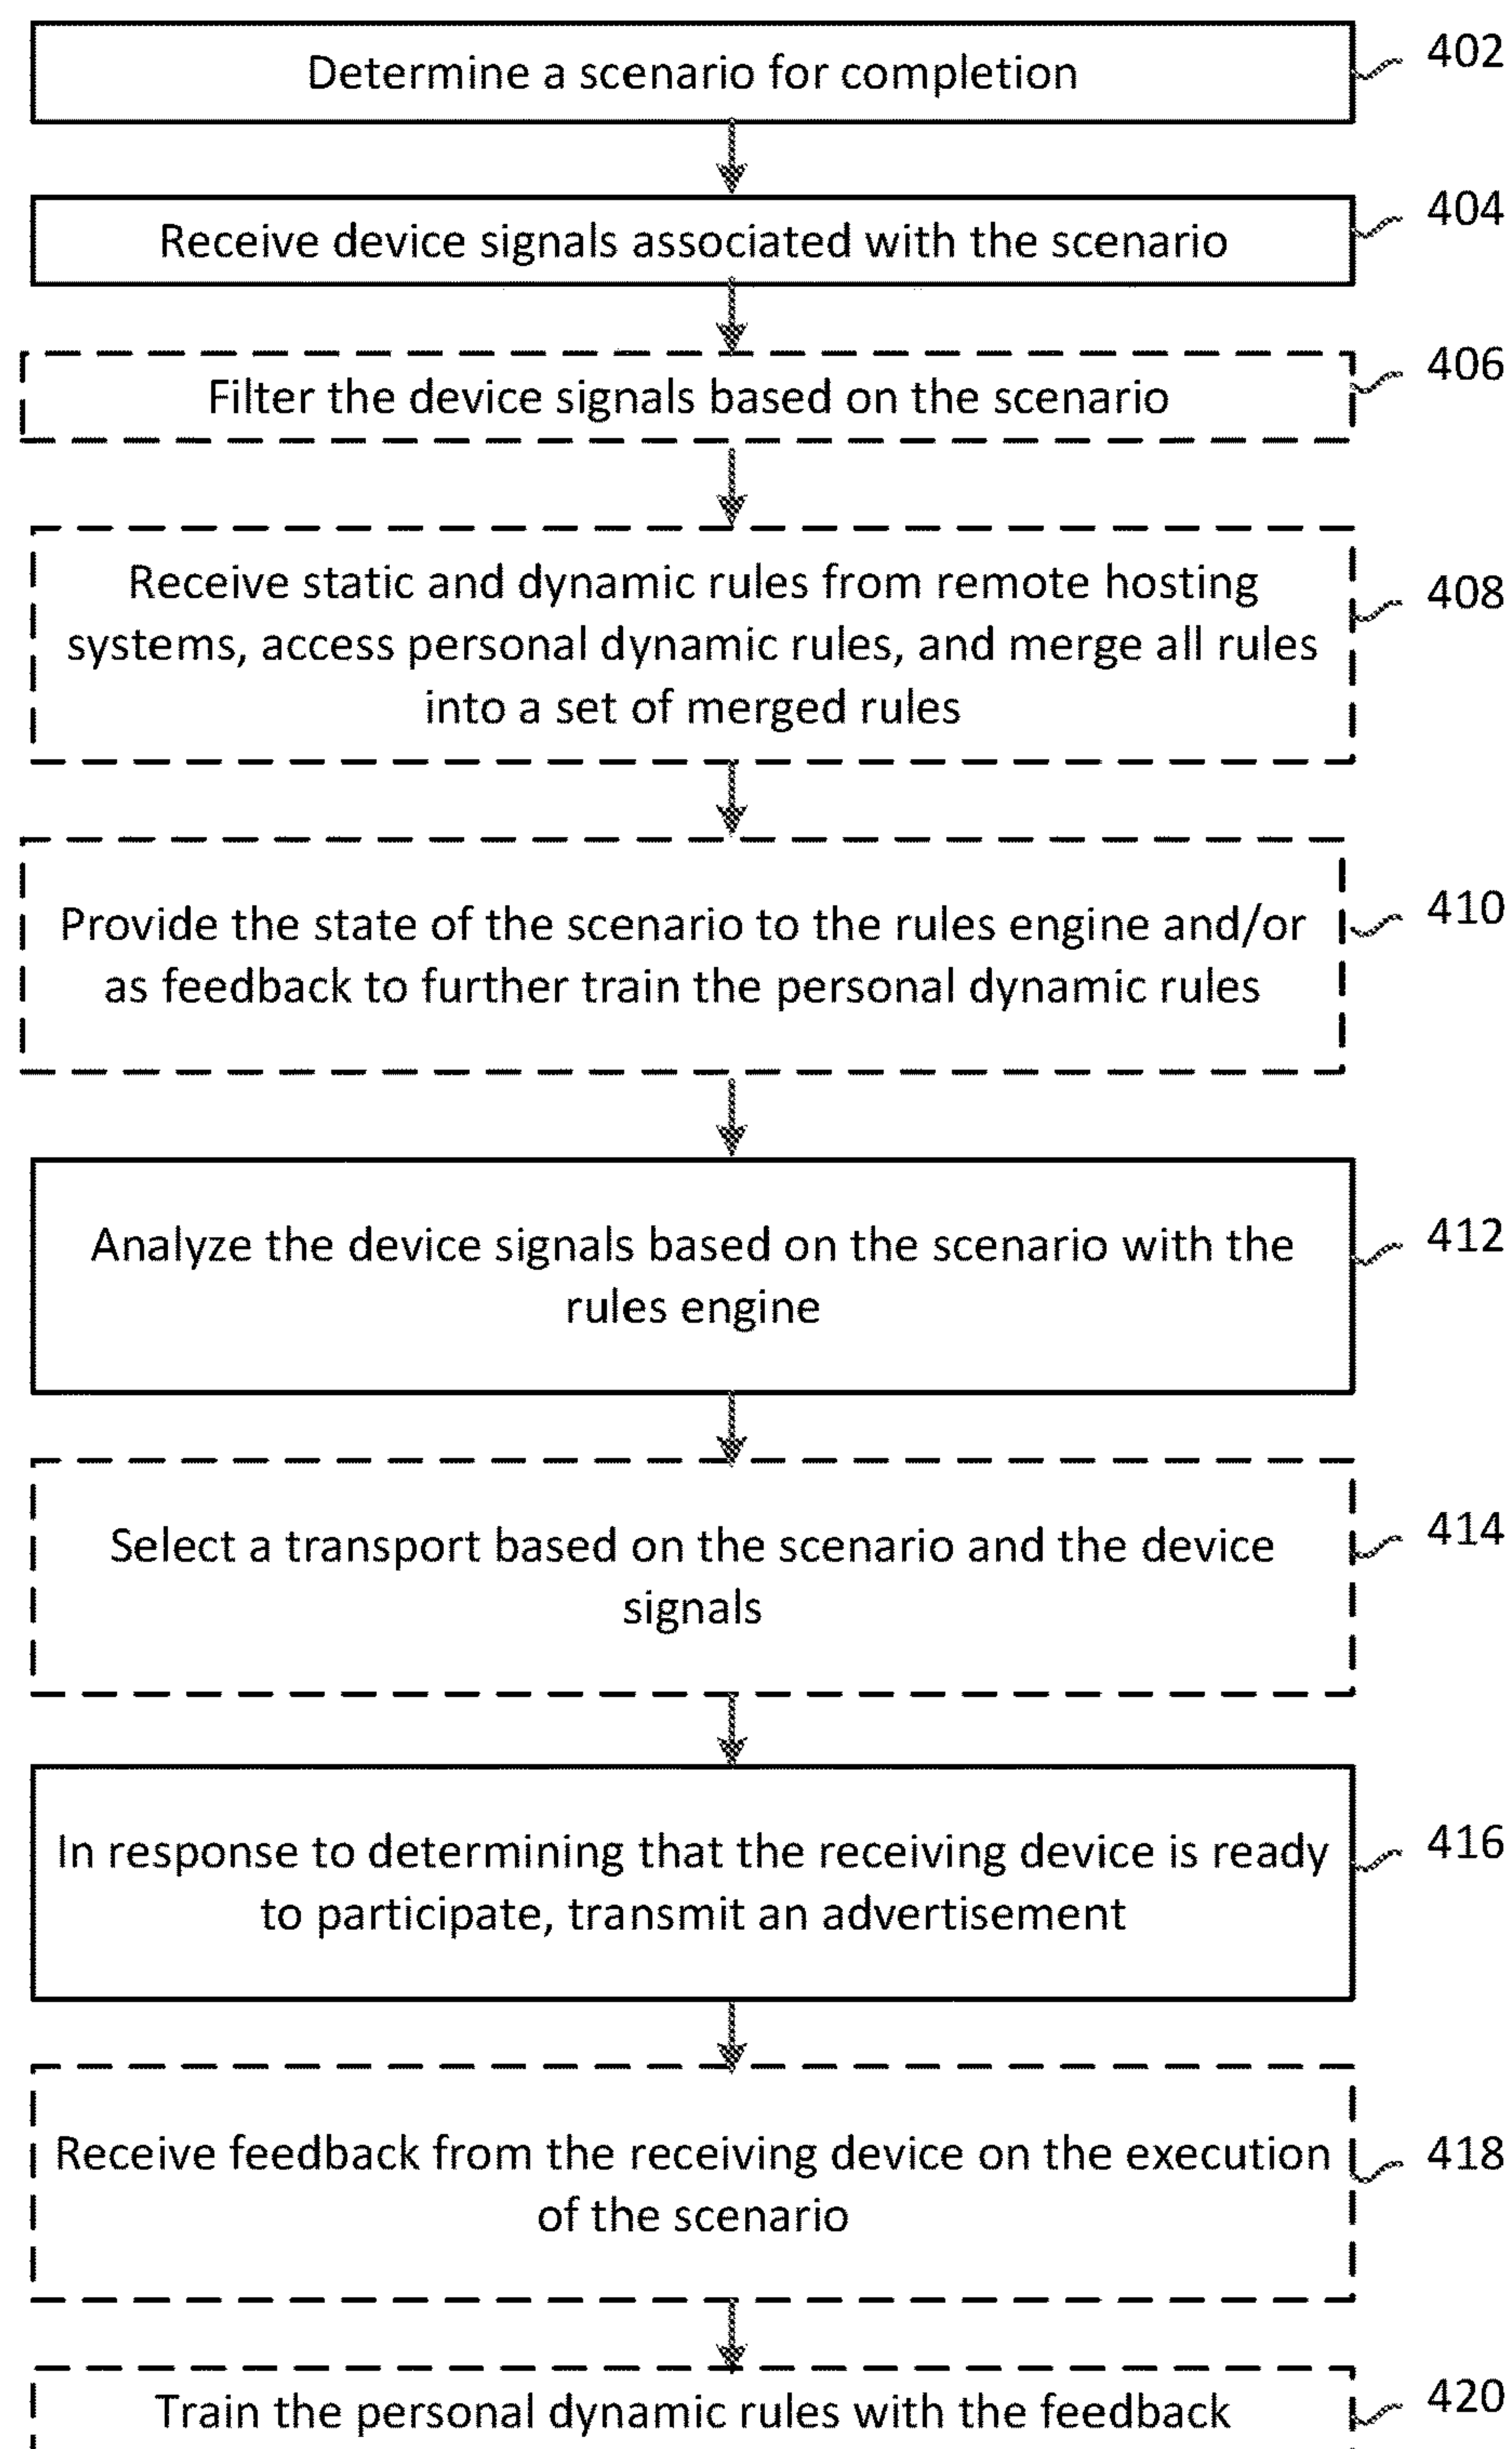 Determine a scenario for completion
402
Receive device signals associated with the scenario
404
Filter the device signals based on the scenario
406
Receive static and dynamic rules from remote hosting
systems, access personal dynamic rules, and merge all rules
into a set of merged rules
408
Provide the state of the scenario to the rules engine and/or
as feedback to further train the personal dynamic rules
410
Analyze the device signals based on the scenario with the
rules engine
412
Select a transport based on the scenario and the device
signals
414
In response to determining that the receiving device is ready
to participate, transmit an advertisement
416
Receive feedback from the receiving device on the execution
of the scenario
418
Train the personal dynamic rules with the feedback
420